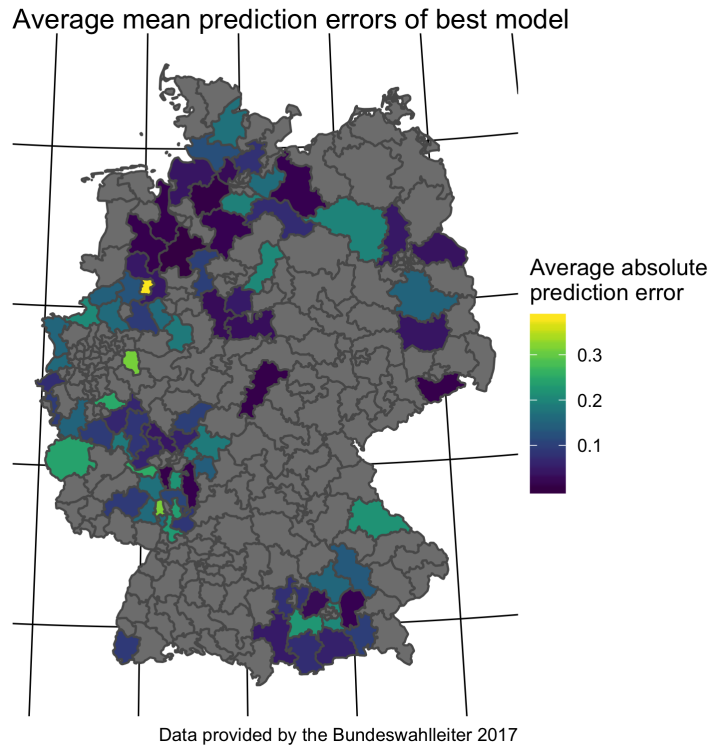 Average mean prediction errors of best model
Average absolute
prediction error
0.3
0.2
0.1
Data provided by the Bundeswahlleiter 2017